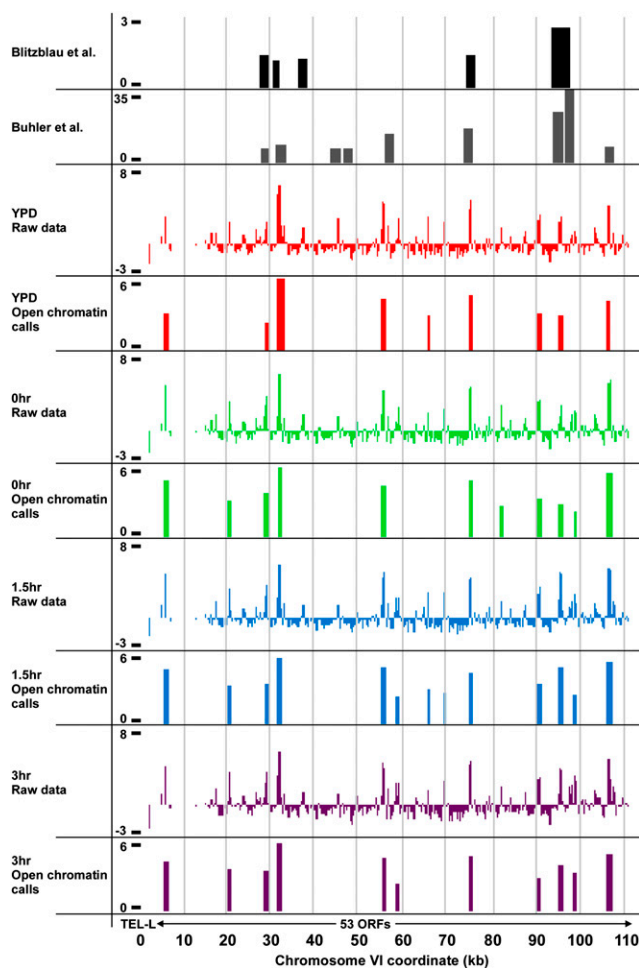 3
Blitzblau et al.
0
35
Buhler et al.
0
8
YPD
Raw data
-3
6
YPD
Open chromatin
calls
0
8
0hr
Raw data
-3
6
0hr
Open chromatin
calls
0
8
1.5hr
Raw data
-3
6
1.5hr
Open chromatin
calls
0
8
3hr
Raw data
-3
6
3hr
Open chromatin
calls
0
TEL-L 53 ORFs
0 10 20 30 40 50 60 70 80 90 100 110
Chromosome VI coordinate (kb)